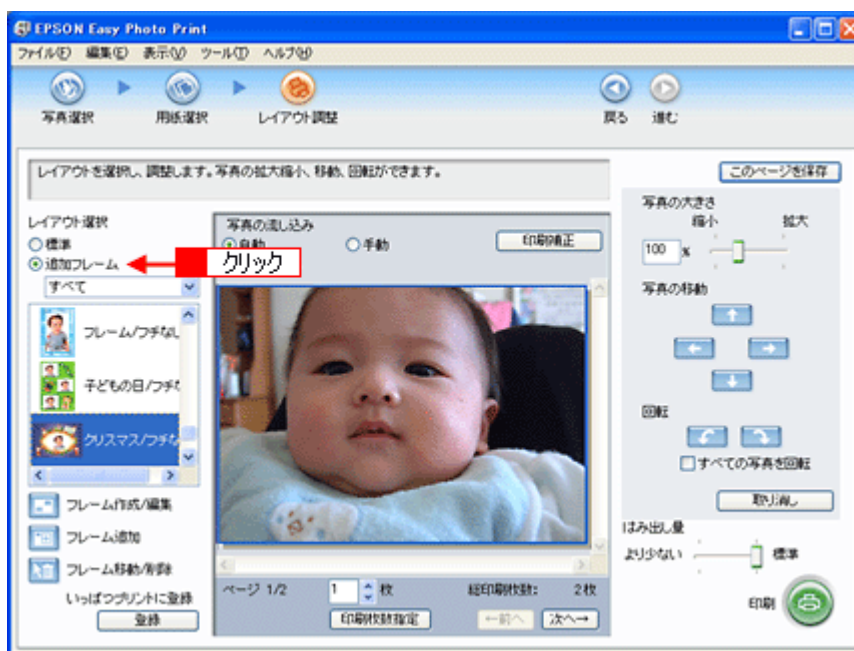 EPSON Easy Photo Print
ファイル(F) 編集(E) 表示(V) ツール(T) ヘルプ(H)
写真選択 用紙選択 レイアウト調整 戻る 進む
レイアウトを選択し、調整します。写真の拡大縮小、移動、回転ができます。
このページを保存
レイアウト選択
標準
追加フレーム
クリック
すべて
フレーム/フチなし
子どもの日/フチな
クリスマス/フチな
フレーム作成/編集
フレーム追加
フレーム移動/削除
いっぱつプリントに登録
登録
写真の流し込み
自動 手動
印刷補正
ページ 1/2 1 枚 総印刷枚数: 2枚
印刷枚数指定 ←前へ 次へ→
写真の大きさ
縮小 拡大
100 %
写真の移動
回転
すべての写真を回転
取り消し
はみ出し量
より少ない 標準
印刷